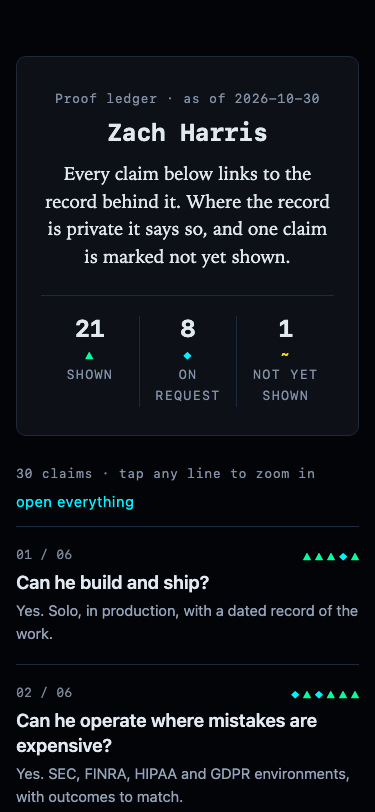 Proof ledger · as of 2026-10-30
Zach Harris
Every claim below links to the
record behind it. Where the record
is private it says so, and one claim
is marked not yet shown.
21
8
1
▲
◆
~
SHOWN
ON
REQUEST
NOT YET
SHOWN
30 claims · tap any line to zoom in
open everything
01 / 06
▲▲▲◆▲
Can he build and ship?
Yes. Solo, in production, with a dated record of the
work.
02 / 06
◆▲◆▲▲▲
Can he operate where mistakes are
expensive?
Yes. SEC, FINRA, HIPAA and GDPR environments,
with outcomes to match.